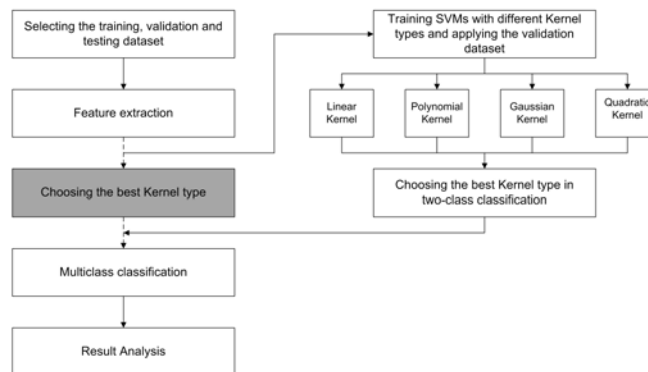 Selecting the training, validation and
testing dataset
Feature extraction
Choosing the best Kernel type
Multiclass classification
Result Analysis
Training SVMs with different Kernel
types and applying the validation
dataset
Linear
Kernel
Polynomial
Kernel
Gaussian
Kernel
Quadratic
Kernel
Choosing the best Kernel type in
two-class classification